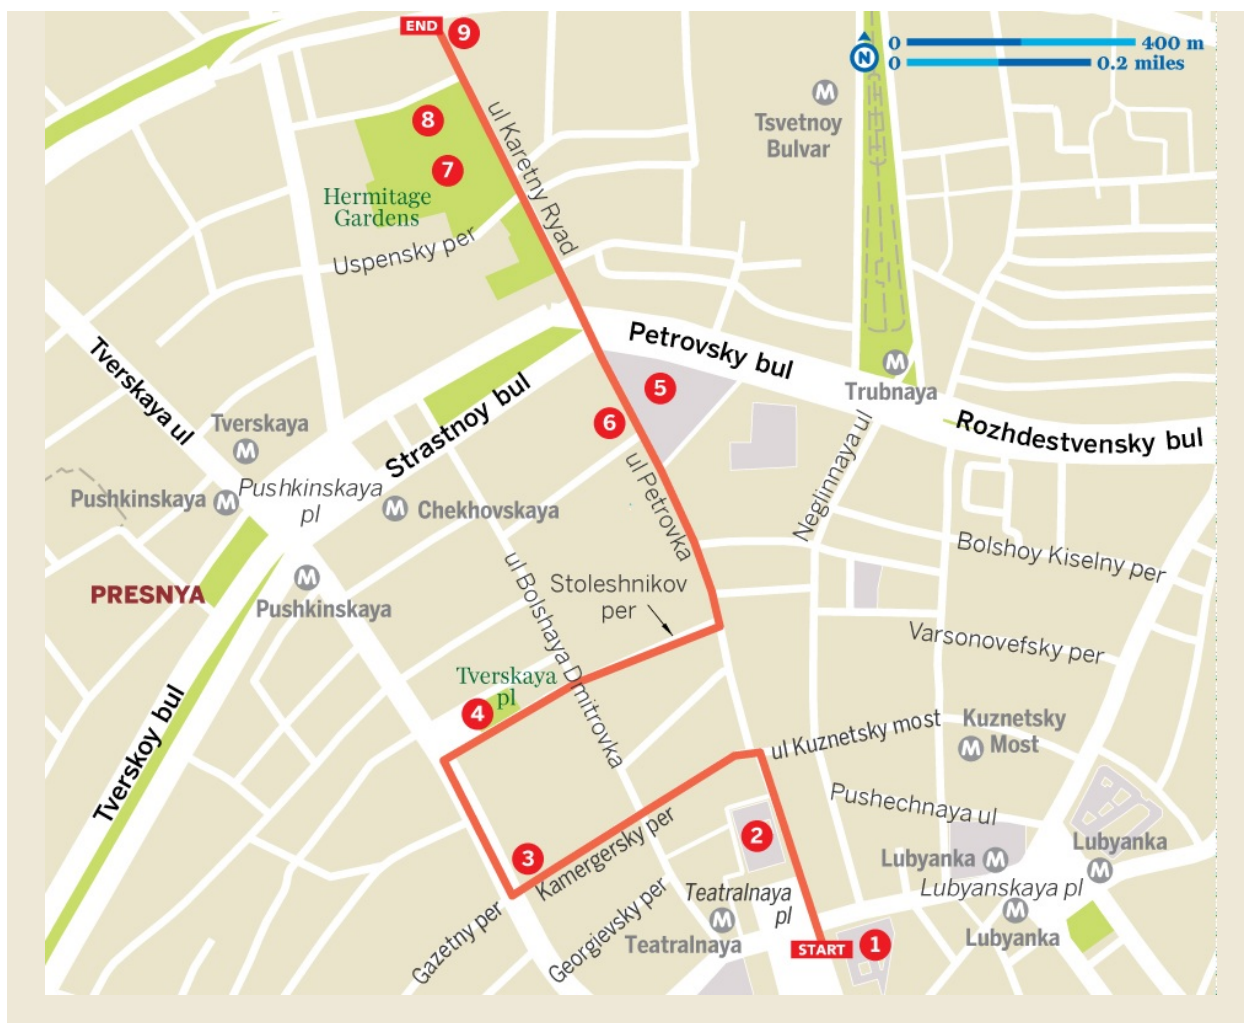 END
9
0
400 m
N
0
0.2 miles
M
Tsvetnoy
Bulvar
8
7
ul Karetny Ryad
Hermitage
Gardens
Uspensky per
Petrovsky bul
Tverskaya ul
5
M
Trubnaya
Strastnoy bul
6
Tverskaya
M
Rozhdestvensky bul
Neglinnaya ul
ul Petrovka
Pushkinskaya
M
Pushkinskaya
pl
M
Chekhovskaya
Bolshoy Kiselny per
PRESNYA
M
Pushkinskaya
ul Bolshaya Dmitrovka
Stoleshnikov
per
Varsonovefsky per
Tverskaya
pl
4
Tverskoy bul
ul Kuznetsky most
Kuznetsky
M
Most
Pushechnaya ul
2
3
Kamergersky per
Lubyanka
M
Lubyanka
M
Lubyanskaya pl
M
Lubyanka
Teatralnaya
pl
M
Teatralnaya
Georgievsky per
Gazetny per
START
1